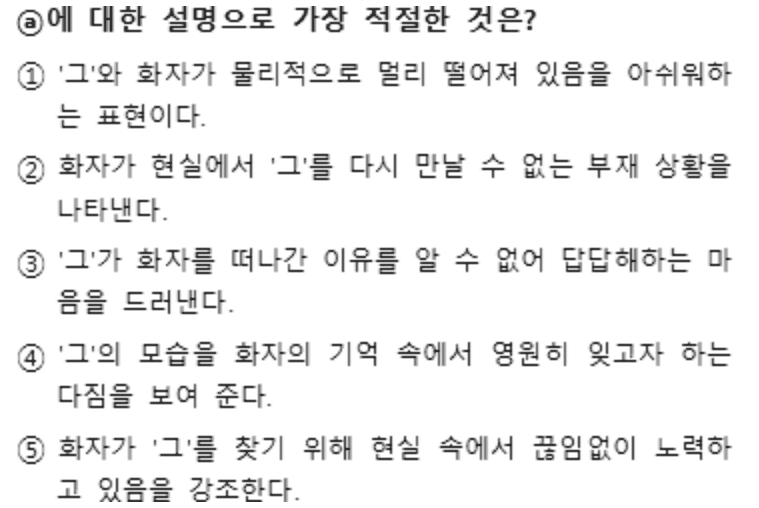 ⓐ에 대한 설명으로 가장 적절한 것은?
① '그'와 화자가 물리적으로 멀리 떨어져 있음을 아쉬워하
는 표현이다.
② 화자가 현실에서 '그'를 다시 만날 수 없는 부재 상황을
나타낸다.
③ '그'가 화자를 떠나간 이유를 알 수 없어 답답해하는 마
음을 드러낸다.
④ '그'의 모습을 화자의 기억 속에서 영원히 잊고자 하는
다짐을 보여 준다.
⑤ 화자가 '그'를 찾기 위해 현실 속에서 끊임없이 노력하
고 있음을 강조한다.